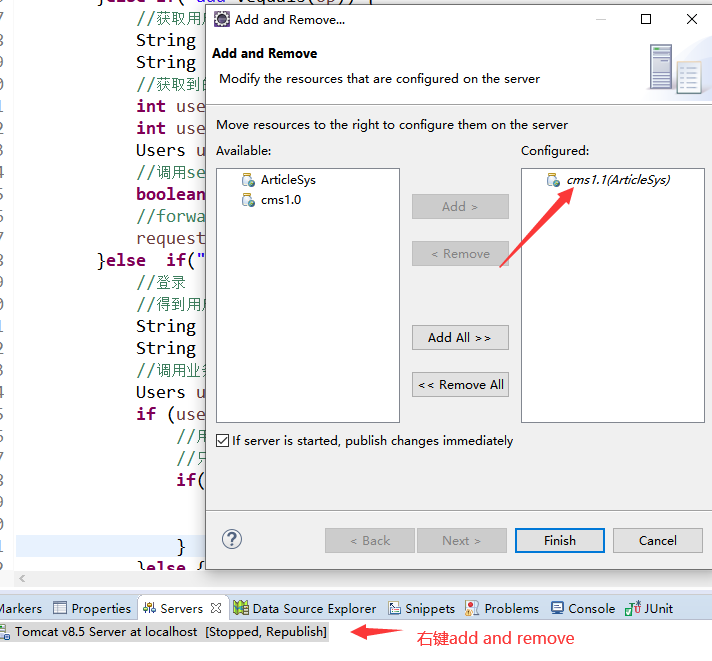 }else if( add .equals(op)) {
//获取用
String
String
//获取到
int use
int use
Users u
//调用se
boolean
//forwa
request
}else if("
//登录
//得到用
String
String
//调用业
Users u
if (use
//用
//只
if(
}
}else {
Add and Remove...
Add and Remove
Modify the resources that are configured on the server
Move resources to the right to configure them on the server
Available:
ArticleSys
cms1.0
Add >
< Remove
Add All >>
<< Remove All
Configured:
cms1.1(ArticleSys)
If server is started, publish changes immediately
?
< Back
Next >
Finish
Cancel
Markers Properties Servers Data Source Explorer Snippets Problems Console JUnit
Tomcat v8.5 Server at localhost [Stopped, Republish]
右键add and remove